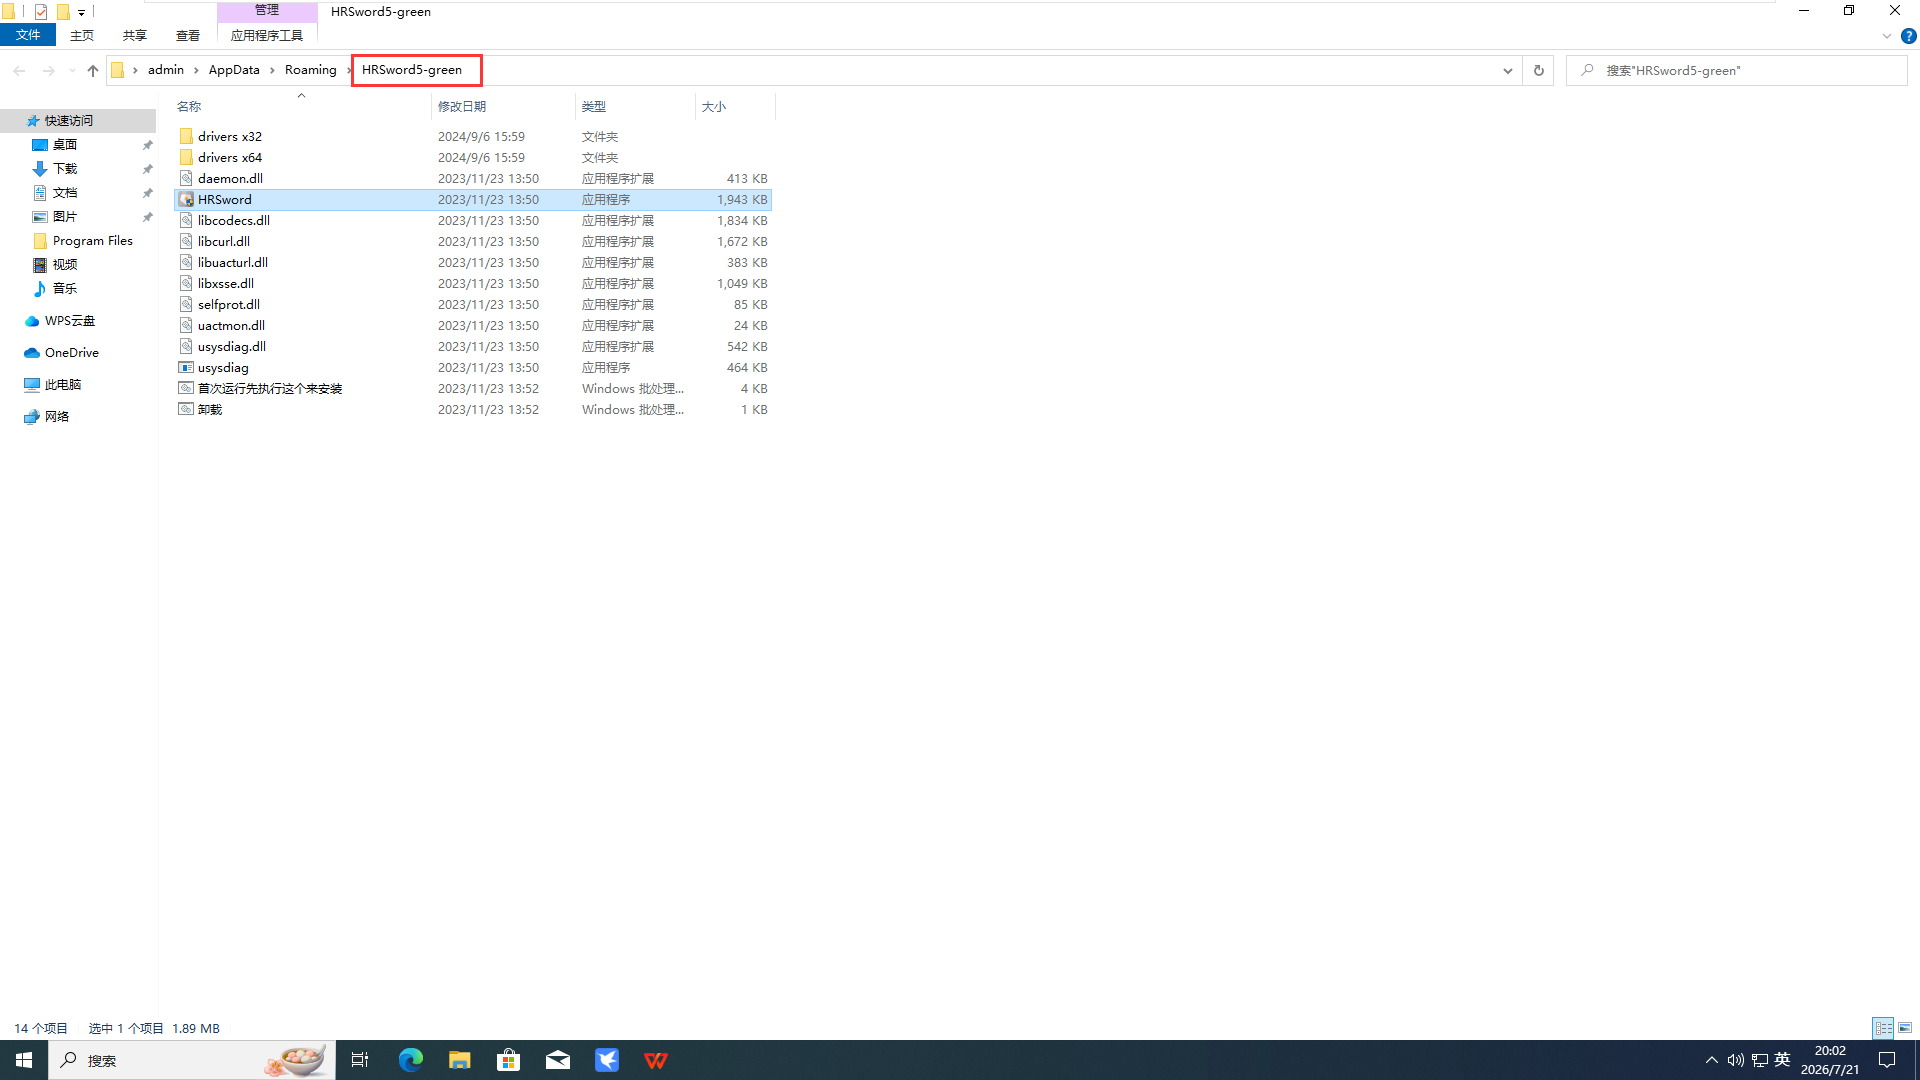 管理
HRSword5-green
文件
主页
共享
查看
应用程序工具
admin
AppData
Roaming
HRSword5-green
搜索"HRSword5-green"
名称
修改日期
类型
大小
快速访问
桌面
下载
文档
图片
Program Files
视频
音乐
WPS云盘
OneDrive
此电脑
网络
drivers x32 2024/9/6 15:59 文件夹
drivers x64 2024/9/6 15:59 文件夹
daemon.dll 2023/11/23 13:50 应用程序扩展 413 KB
HRSword 2023/11/23 13:50 应用程序 1,943 KB
libcodecs.dll 2023/11/23 13:50 应用程序扩展 1,834 KB
libcurl.dll 2023/11/23 13:50 应用程序扩展 1,672 KB
libuacturl.dll 2023/11/23 13:50 应用程序扩展 383 KB
libxsse.dll 2023/11/23 13:50 应用程序扩展 1,049 KB
selfprot.dll 2023/11/23 13:50 应用程序扩展 85 KB
uactmon.dll 2023/11/23 13:50 应用程序扩展 24 KB
usysdiag.dll 2023/11/23 13:50 应用程序扩展 542 KB
usysdiag 2023/11/23 13:50 应用程序 464 KB
首次运行先执行这个来安装 2023/11/23 13:52 Windows 批处理... 4 KB
卸载 2023/11/23 13:52 Windows 批处理... 1 KB
14 个项目 选中 1 个项目 1.89 MB
搜索
英
20:02
2026/7/21